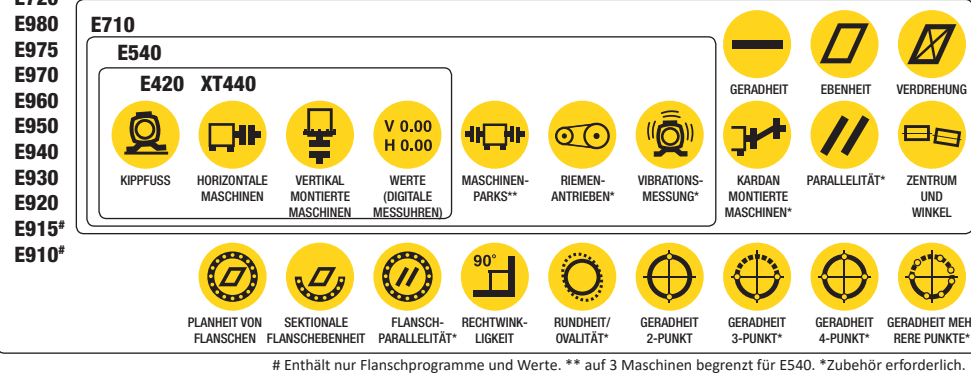 E720
E980
E975
E970
E960
E950
E940
E930
E920
E915#
E910#
E710
E540
E420 XT440
GERADHEIT
EBENHEIT
VERDREHUNG
V 0.00
H 0.00
KIPPFUSS
HORIZONTALE
MASCHINEN
VERTIKAL
MONTIERTE
MASCHINEN
WERTE
(DIGITALE
MESSUHREN)
MASCHINEN-
PARKS**
RIEMEN-
ANTRIEBEN*
VIBRATIONS-
MESSUNG*
KARDAN
MONTIERTE
MASCHINEN*
PARALLELITÄT*
ZENTRUM
UND
WINKEL
90°
PLANHEIT VON
FLANSCHEN
SEKTIONALE
FLANSCHEBENHEIT
FLANSCH-
PARALLELITÄT*
RECHTWINK-
LIGKEIT
RUNDHEIT/
OVALITÄT*
GERADHEIT
2-PUNKT
GERADHEIT
3-PUNKT*
GERADHEIT
4-PUNKT*
GERADHEIT MEH
RERE PUNKTE*
# Enthält nur Flanschprogramme und Werte. ** auf 3 Maschinen begrenzt für E540. *Zubehör erforderlich.